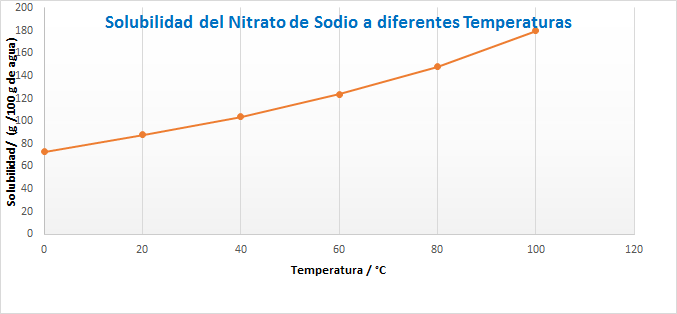 Solubilidad del Nitrato de Sodio a diferentes Temperaturas
Solubilidad/ (g /100 g de agua)
200
180
160
140
120
100
80
60
40
20
0
0 20 40 60 80 100 120
Temperatura / °C